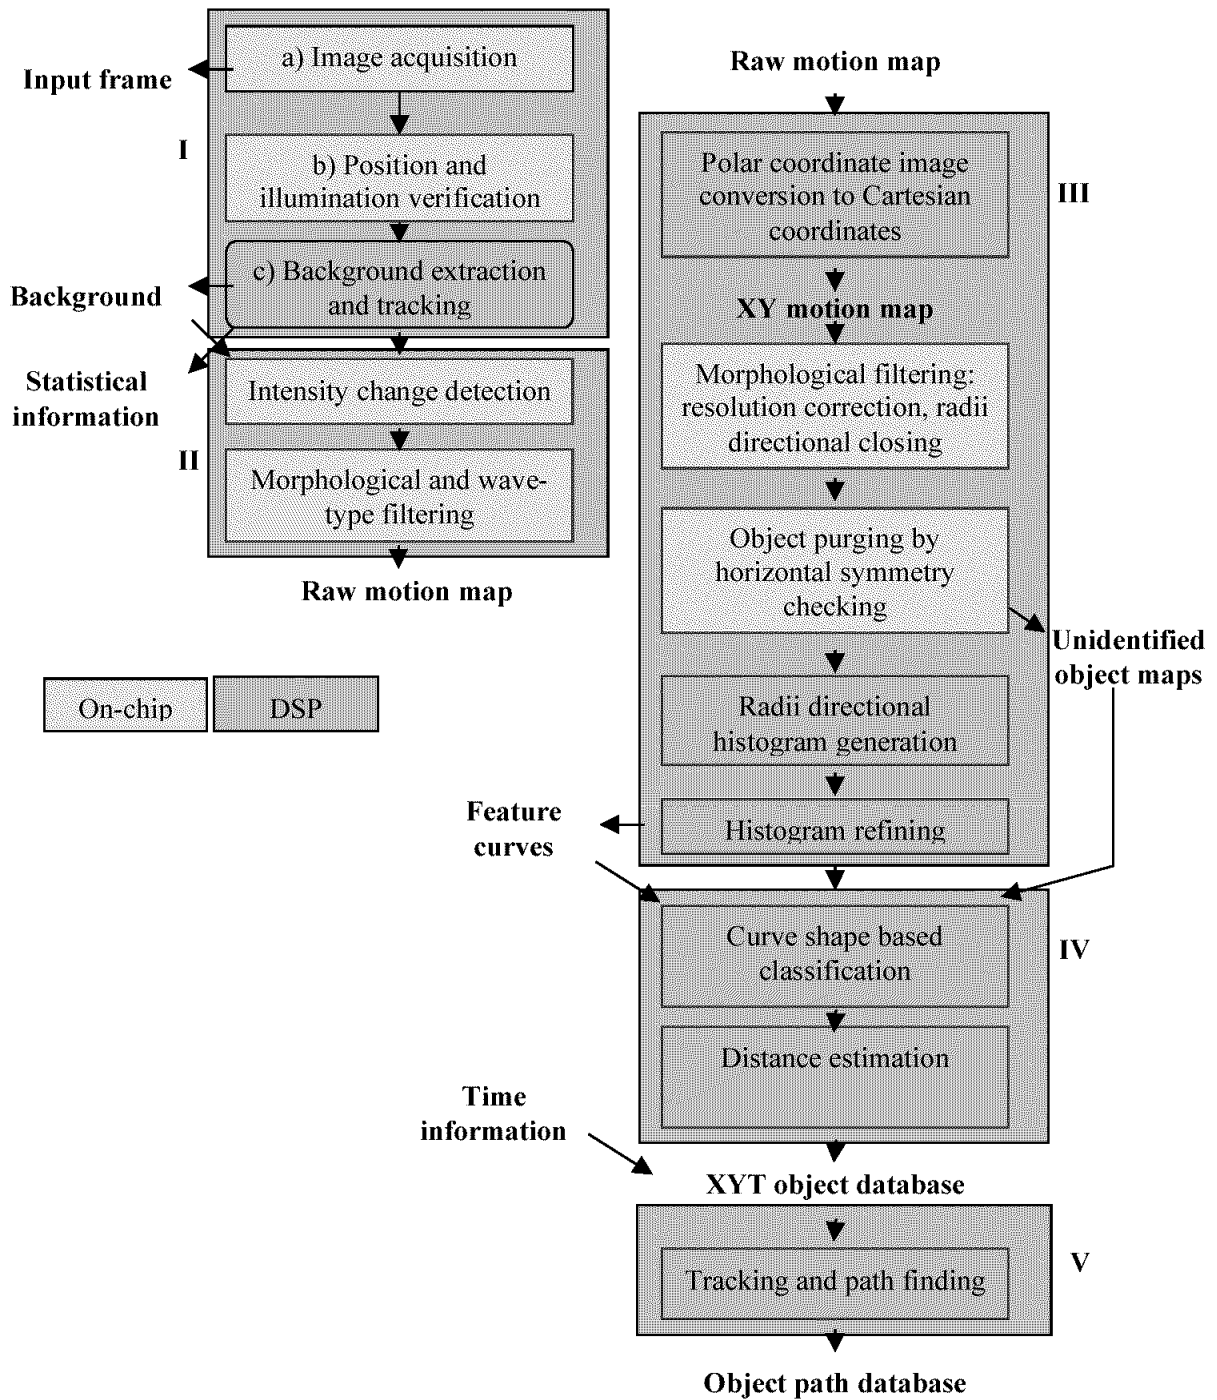 a) Image acquisition
Input frame
I
b) Position and
illumination verification
c) Background extraction
and tracking
Background
Statistical
information
Intensity change detection
II
Morphological and wave-
type filtering
Raw motion map
On-chip
DSP
Raw motion map
Polar coordinate image
conversion to Cartesian
coordinates
III
XY motion map
Morphological filtering:
resolution correction, radii
directional closing
Object purging by
horizontal symmetry
checking
Unidentified
object maps
Radii directional
histogram generation
Feature
curves
Histogram refining
Curve shape based
classification
IV
Distance estimation
Time
information
XYT object database
V
Tracking and path finding
Object path database